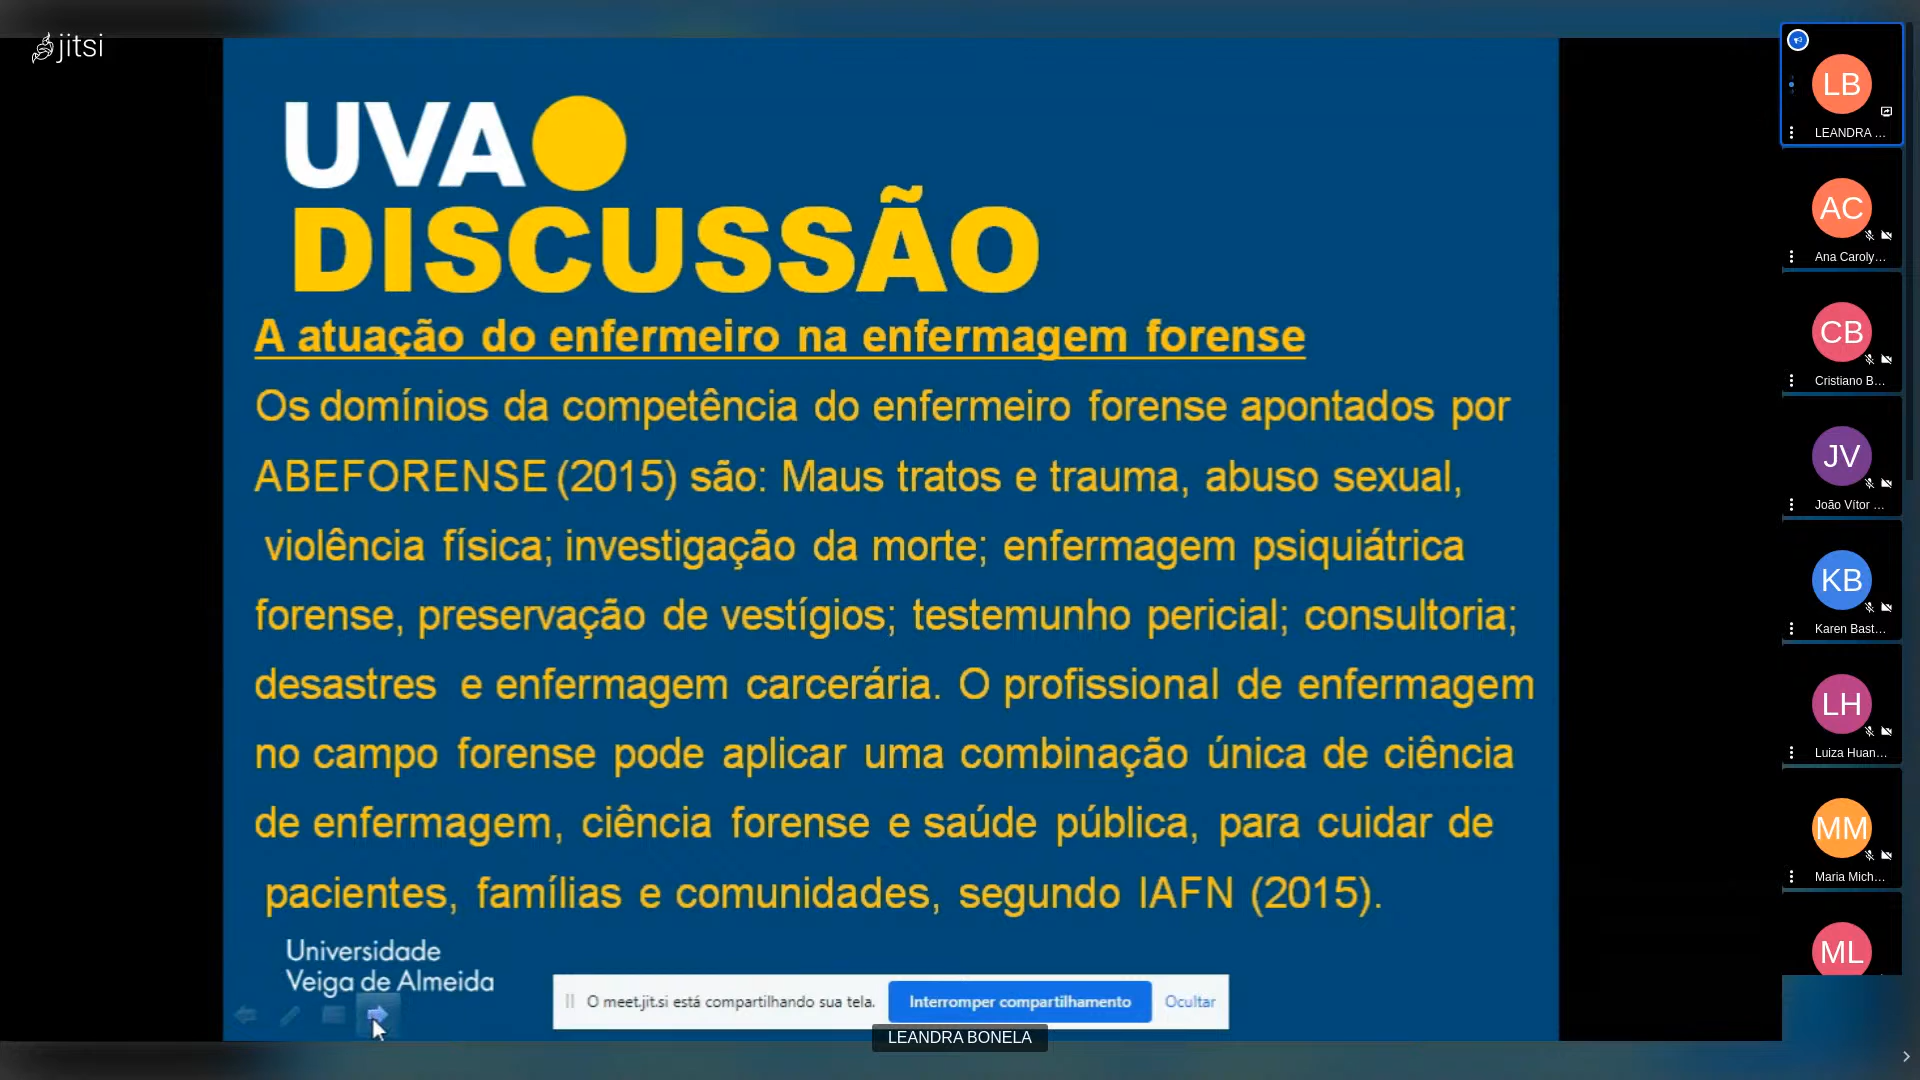 jitsi
UVA
DISCUSSÃO
A atuação do enfermeiro na enfermagem forense
Os domínios da competência do enfermeiro forense apontados por
ABEFORENSE (2015) são: Maus tratos e trauma, abuso sexual,
violência física; investigação da morte; enfermagem psiquiátrica
forense, preservação de vestígios; testemunho pericial; consultoria;
desastres e enfermagem carcerária. O profissional de enfermagem
no campo forense pode aplicar uma combinação única de ciência
de enfermagem, ciência forense e saúde pública, para cuidar de
pacientes, famílias e comunidades, segundo IAFN (2015).
Universidade
Veiga de Almeida
O meet.jit.si está compartilhando sua tela.
Interromper compartilhamento
Ocultar
LEANDRA BONELA
LB
LEANDRA ...
AC
Ana Caroly...
CB
Cristiano B...
JV
João Vítor ...
KB
Karen Bast...
LH
Luiza Huan...
MM
Maria Mich...
ML